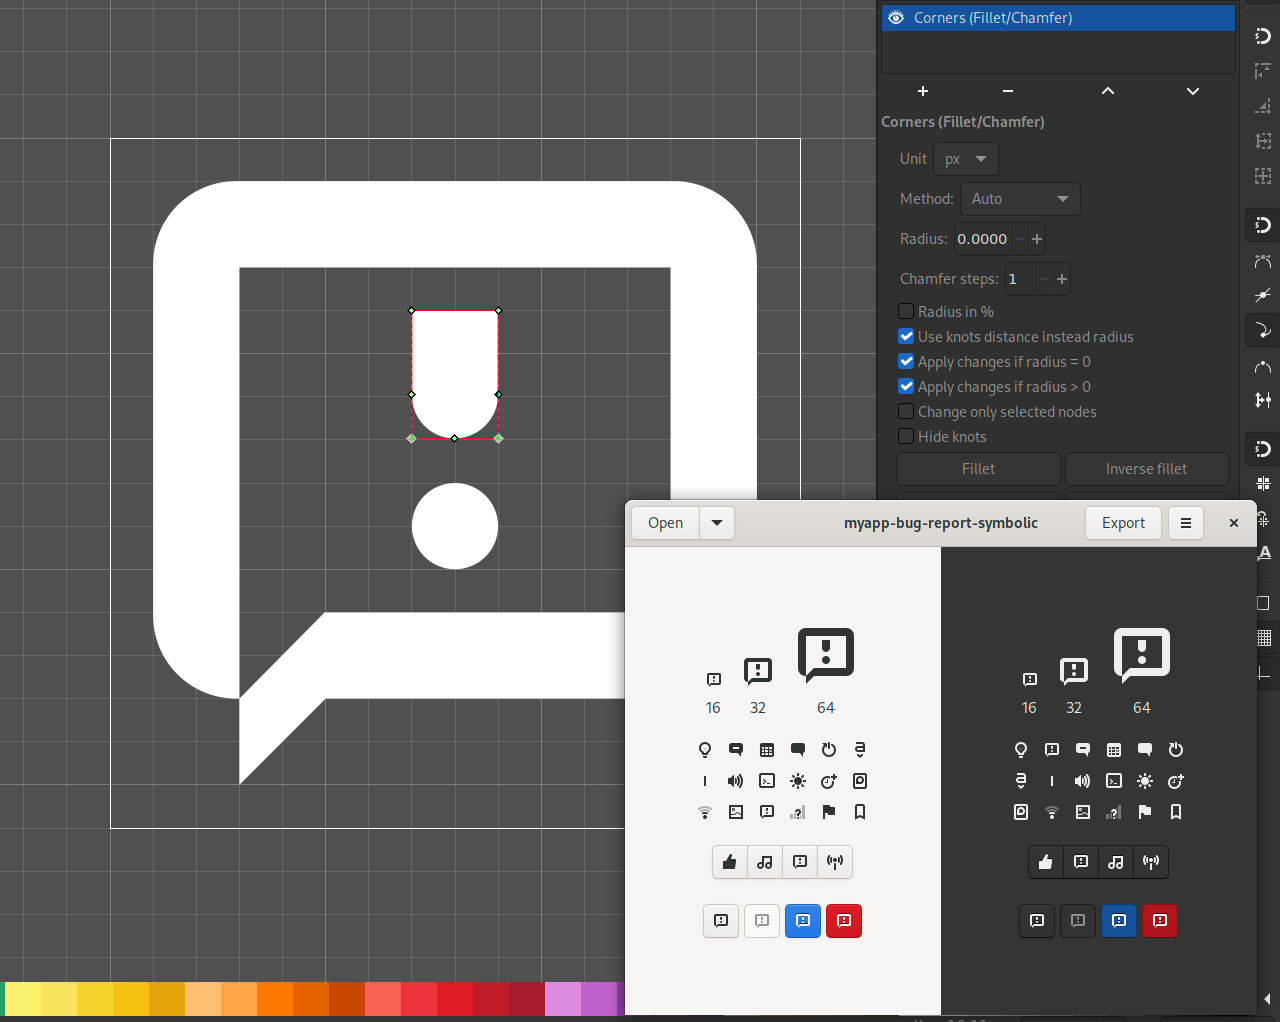 Corners (Fillet/Chamfer)
Corners (Fillet/Chamfer)
Unit px
Method: Auto
Radius: 0.0000
Chamfer steps: 1
Radius in %
Use knots distance instead radius
Apply changes if radius = 0
Apply changes if radius > 0
Change only selected nodes
Hide knots
Fillet Inverse fillet
Open myapp-bug-report-symbolic Export
16 32 64 16 32 64